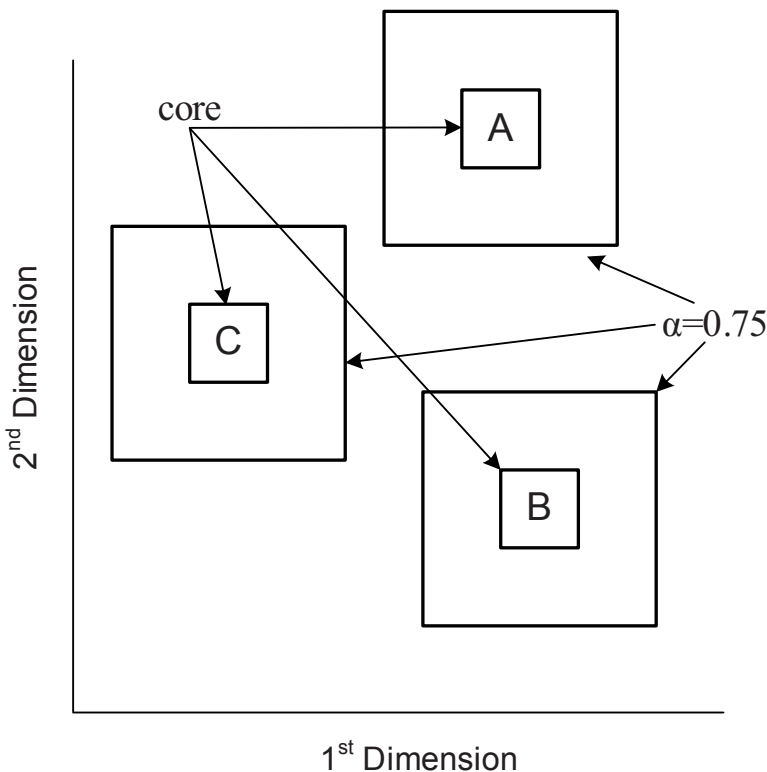 core
A
C
α=0.75
B
2nd Dimension
1st Dimension